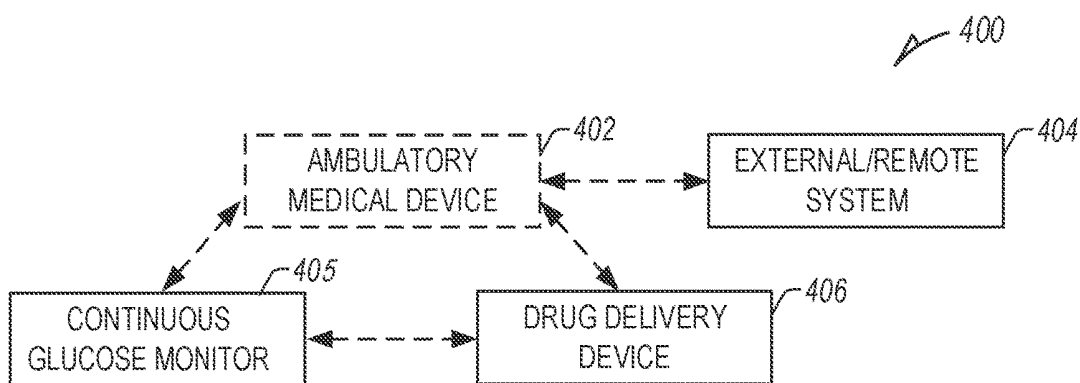 400
402
AMBULATORY
MEDICAL DEVICE
404
EXTERNAL/REMOTE
SYSTEM
405
CONTINUOUS
GLUCOSE MONITOR
406
DRUG DELIVERY
DEVICE